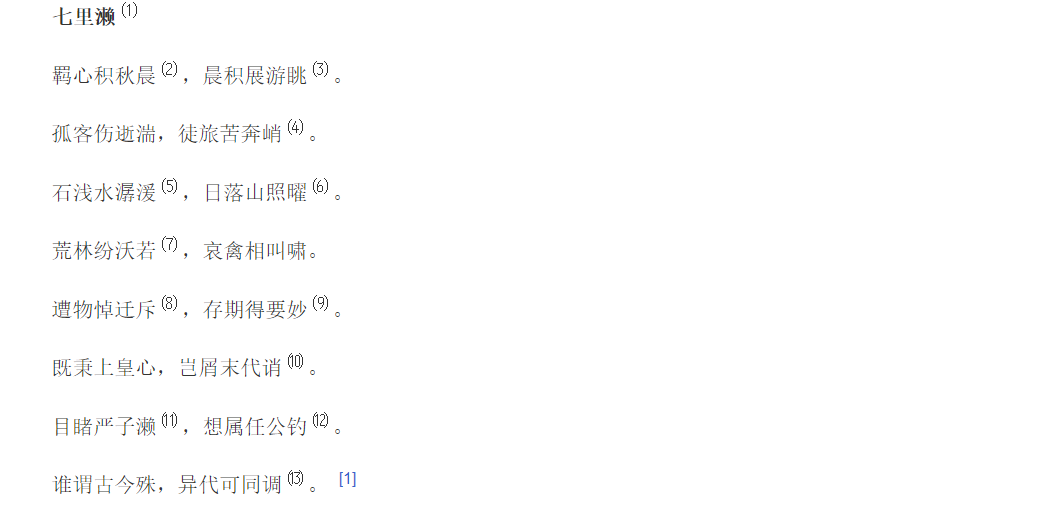 七里濑⑴
羁心积秋晨⑵，晨积展游眺⑶。
孤客伤逝湍，徒旅苦奔峭⑷。
石浅水潺湲⑸，日落山照曜⑹。
荒林纷沃若⑺，哀禽相叫啸。
遭物悼迁斥⑻，存期得要妙⑼。
既秉上皇心，岂屑末代诮⑽。
目睹严子濑⑾，想属任公钓⑿。
谁谓古今殊，异代可同调⒀。 [1]